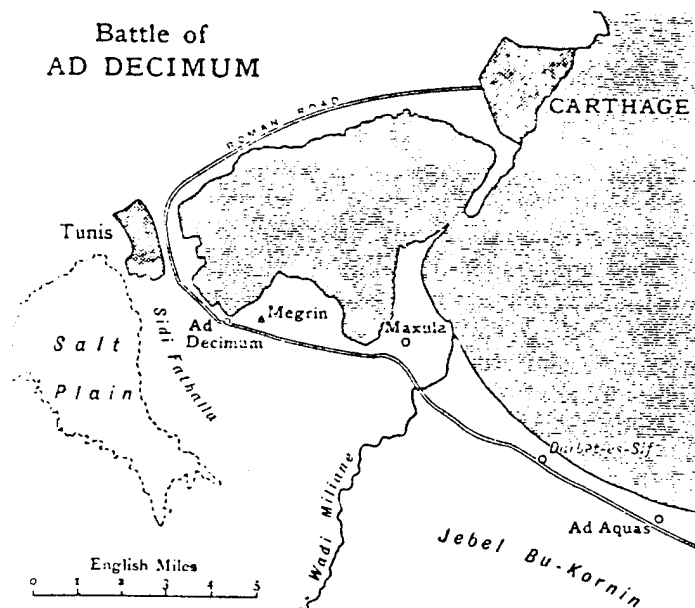 Battle of
AD DECIMUM
ROMAN ROAD
CARTHAGE
Tunis
Megrin
Ad
Decimum
Maxula
Salt
Plain
Sidi Fathalla
Wadi Miliane
Ad Aquas
Jebel Bu-Kornin
English Miles
0 1 2 3 4 5